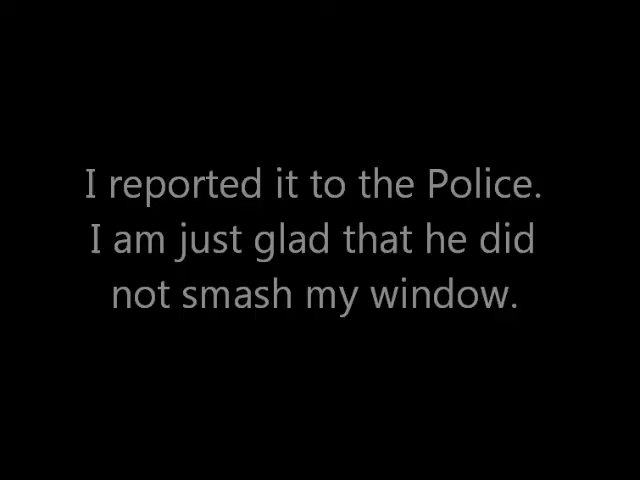 I reported it to the Police.
I am just glad that he did
not smash my window.